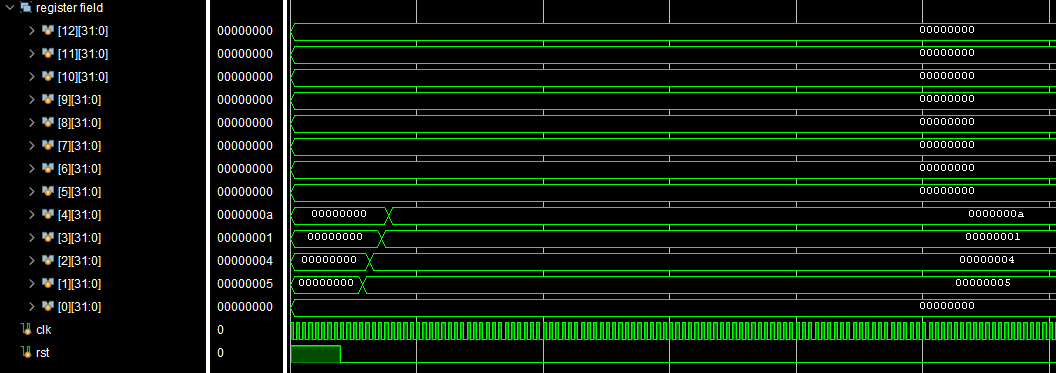 register field
[12][31:0] 00000000 00000000
[11][31:0] 00000000 00000000
[10][31:0] 00000000 00000000
[9][31:0] 00000000 00000000
[8][31:0] 00000000 00000000
[7][31:0] 00000000 00000000
[6][31:0] 00000000 00000000
[5][31:0] 00000000 00000000
[4][31:0] 0000000a 00000000 0000000a
[3][31:0] 00000001 00000000 00000001
[2][31:0] 00000004 00000000 00000004
[1][31:0] 00000005 00000000 00000005
[0][31:0] 00000000 00000000
clk 0
rst 0